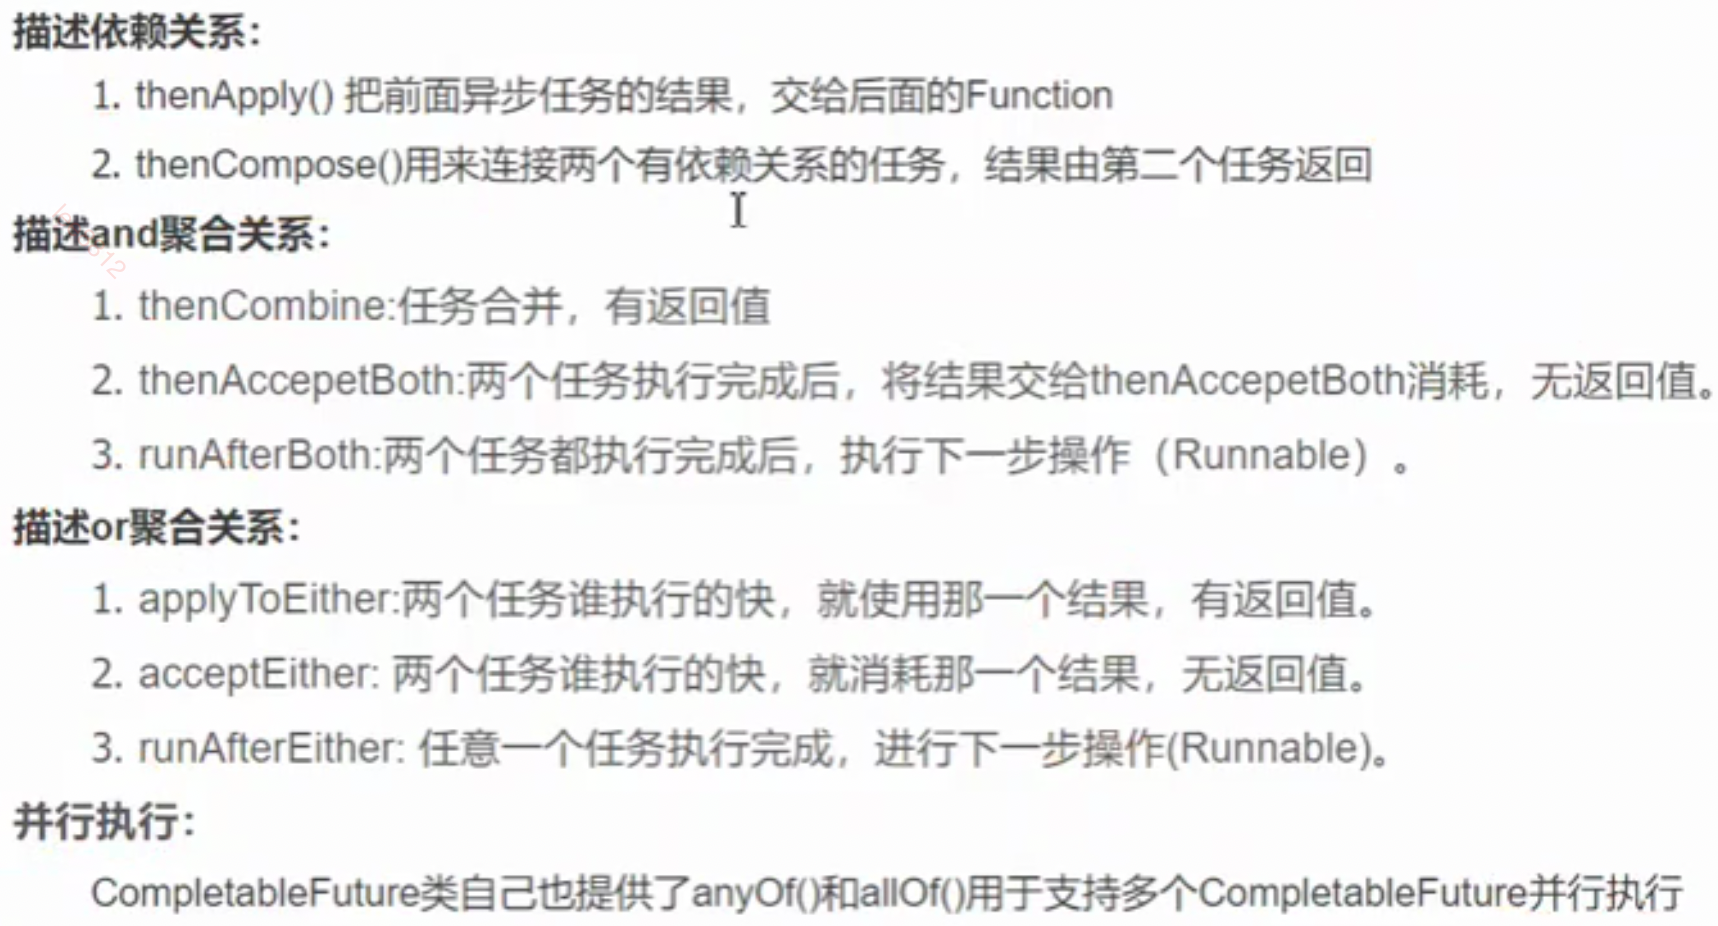 描述依赖关系：
1. thenApply() 把前面异步任务的结果，交给后面的Function
2. thenCompose()用来连接两个有依赖关系的任务，结果由第二个任务返回
描述and聚合关系：
1. thenCombine:任务合并，有返回值
2. thenAccepetBoth:两个任务执行完成后，将结果交给thenAccepetBoth消耗，无返回值。
3. runAfterBoth:两个任务都执行完成后，执行下一步操作（Runnable）。
描述or聚合关系：
1. applyToEither:两个任务谁执行的快，就使用那一个结果，有返回值。
2. acceptEither: 两个任务谁执行的快，就消耗那一个结果，无返回值。
3. runAfterEither: 任意一个任务执行完成，进行下一步操作(Runnable)。
并行执行：
CompletableFuture类自己也提供了anyOf()和allOf()用于支持多个CompletableFuture并行执行